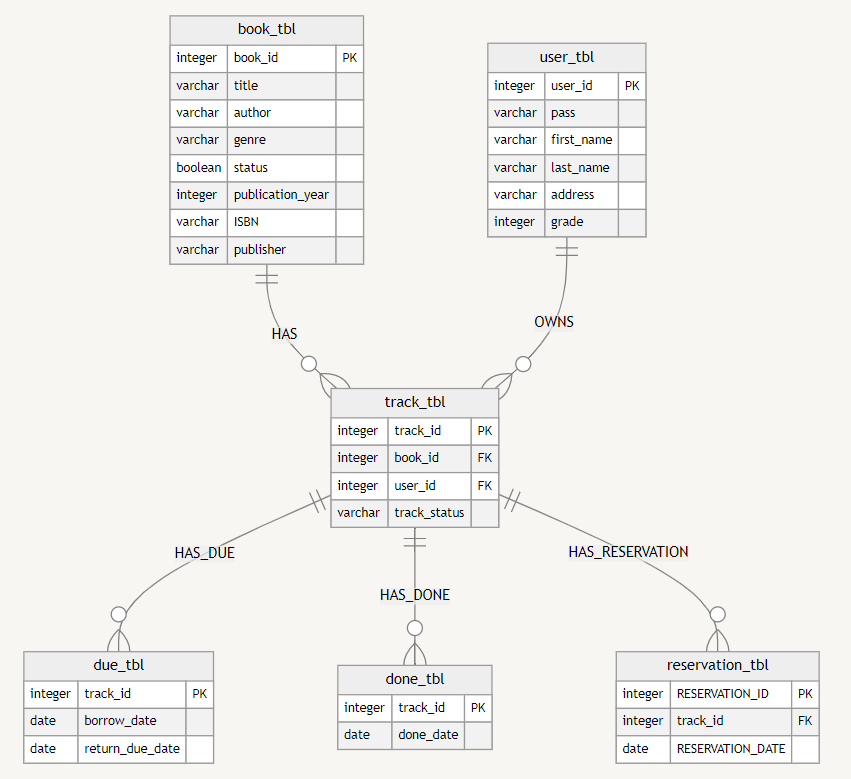 book_tbl
integer book_id PK
varchar title
varchar author
varchar genre
boolean status
integer publication_year
varchar ISBN
varchar publisher
user_tbl
integer user_id PK
varchar pass
varchar first_name
varchar last_name
varchar address
integer grade
HAS
OWNS
track_tbl
integer track_id PK
integer book_id FK
integer user_id FK
varchar track_status
HAS_DUE
HAS_DONE
HAS_RESERVATION
due_tbl
integer track_id PK
date borrow_date
date return_due_date
done_tbl
integer track_id PK
date done_date
reservation_tbl
integer RESERVATION_ID PK
integer track_id FK
date RESERVATION_DATE